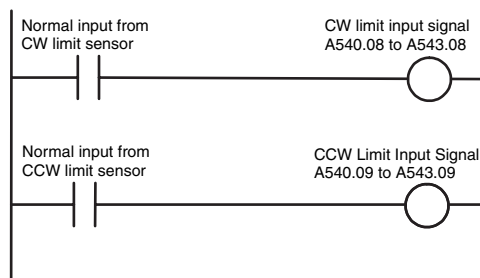 Normal input from
CW limit sensor
CW limit input signal
A540.08 to A543.08
Normal input from
CCW limit sensor
CCW Limit Input Signal
A540.09 to A543.09